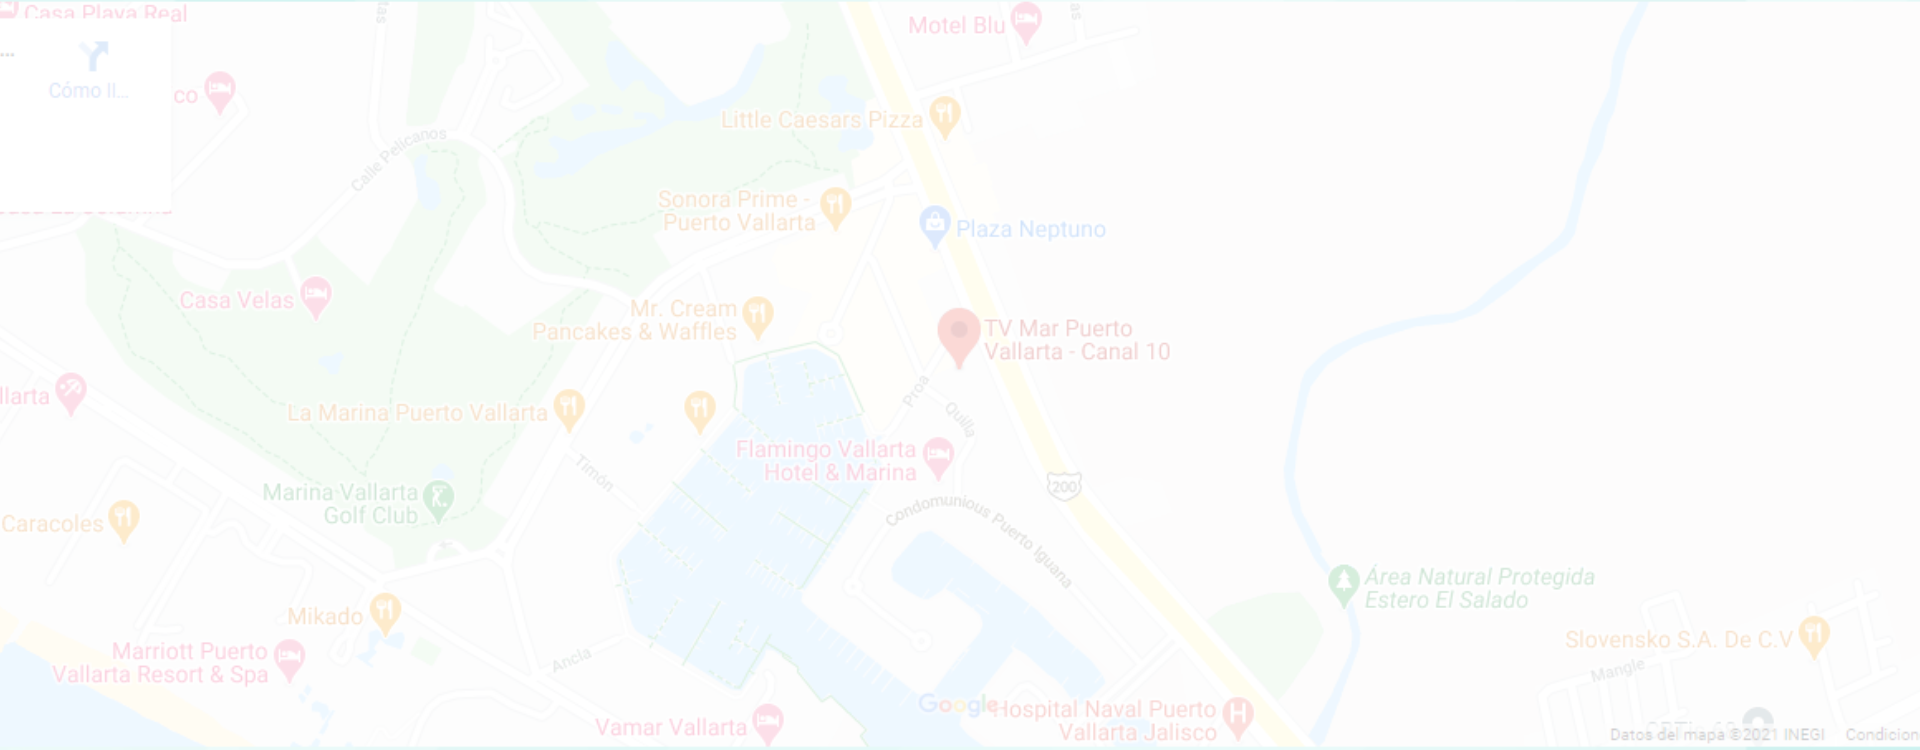 Casa Playa Real
tas
Motel Blu
as
...
Cómo ll...
co
Little Caesars Pizza
Calle Pelicanos
Sonora Prime -
Puerto Vallarta
Plaza Neptuno
Casa Velas
Mr. Cream
Pancakes & Waffles
TV Mar Puerto
Vallarta - Canal 10
llarta
Proa
La Marina Puerto Vallarta
Quilla
Flamingo Vallarta
Hotel & Marina
Timón
200
Marina Vallarta
Golf Club
Caracoles
Condomunious Puerto Iguana
Área Natural Protegida
Estero El Salado
Mikado
Slovensko S.A. De C.V
Marriott Puerto
Vallarta Resort & Spa
Ancla
Mangle
Google
Hospital Naval Puerto
Vallarta Jalisco
Vamar Vallarta
Datos del mapa ©2021 INEGI
Condicion